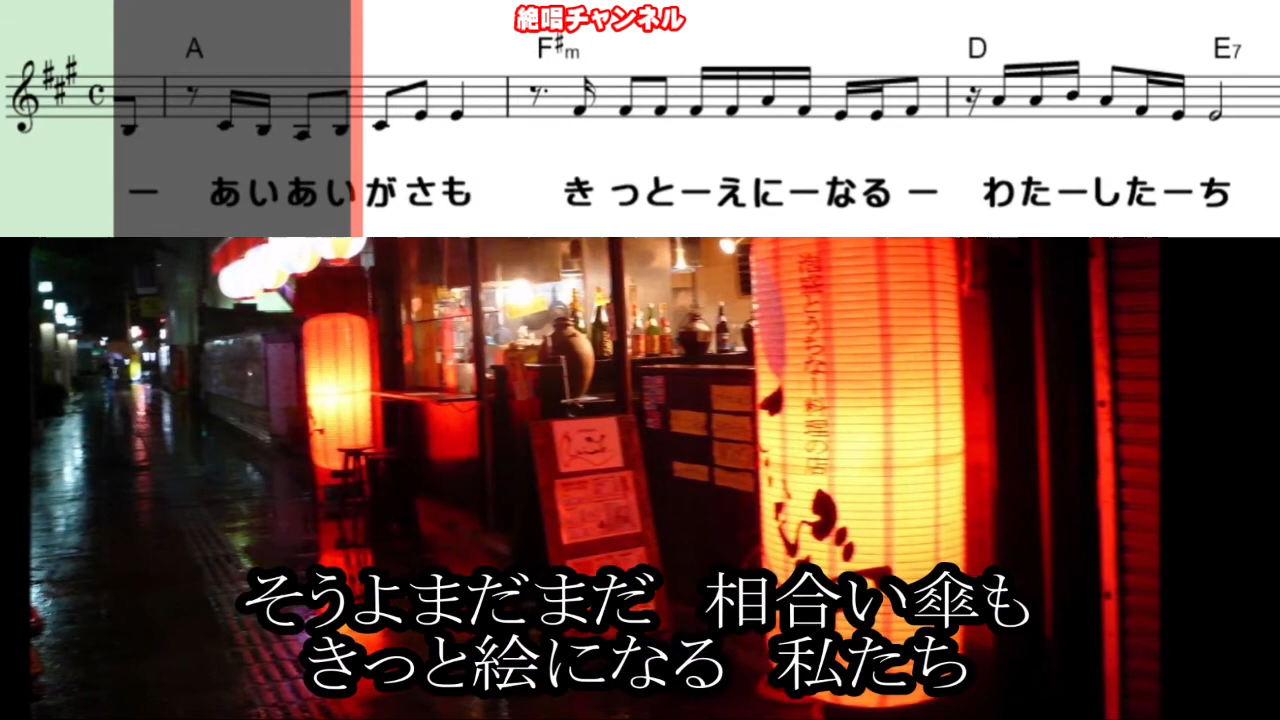 絶唱チャンネル
A F#m D E7
ー あいあいがさも きっとーえにーなるー わたーしたーち
そうよまだまだ 相合い傘も
きっと絵になる 私たち